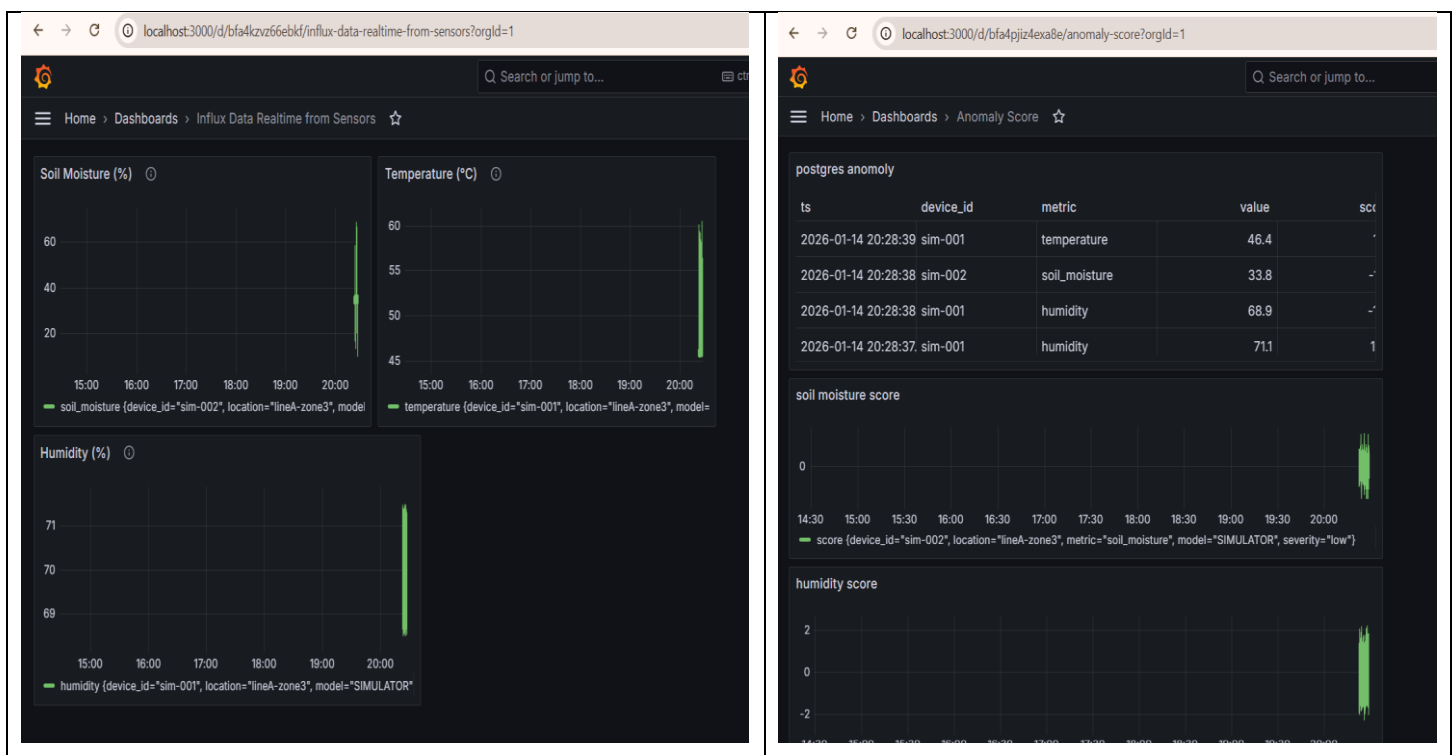 localhost:3000/d/bfa4kzvz66ebkf/influx-data-realtime-from-sensors?orgId=1
Search or jump to...
Home › Dashboards › Influx Data Realtime from Sensors
Soil Moisture (%)
60
40
20
15:00 16:00 17:00 18:00 19:00 20:00
soil_moisture {device_id="sim-002", location="lineA-zone3", model
Temperature (°C)
60
55
50
45
15:00 16:00 17:00 18:00 19:00 20:00
temperature {device_id="sim-001", location="lineA-zone3", model=
Humidity (%)
71
70
69
15:00 16:00 17:00 18:00 19:00 20:00
humidity {device_id="sim-001", location="lineA-zone3", model="SIMULATOR"
localhost:3000/d/bfa4pjiz4exa8e/anomaly-score?orgId=1
Search or jump to...
Home › Dashboards › Anomaly Score
postgres anomoly
ts device_id metric value
2026-01-14 20:28:39 sim-001 temperature 46.4
2026-01-14 20:28:38 sim-002 soil_moisture 33.8
2026-01-14 20:28:38 sim-001 humidity 68.9
2026-01-14 20:28:37. sim-001 humidity 71.1 1
soil moisture score
0
14:30 15:00 15:30 16:00 16:30 17:00 17:30 18:00 18:30 19:00 19:30 20:00
score {device_id="sim-002", location="lineA-zone3", metric="soil_moisture", model="SIMULATOR", severity="low"}
humidity score
2
0
-2